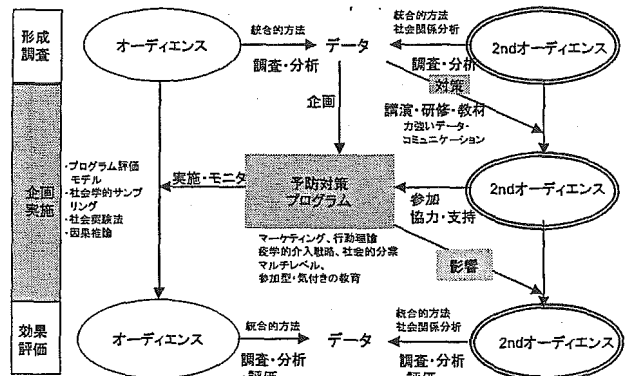 形成
調査
オーディエンス
統合的方法
調査・分析
データ
統合的方法
社会関係分析
調査・分析
2ndオーディエンス
対策
企画
講演・研修・教材
力強いデータ・
コミュニケーション
企画
実施
・プログラム評価
モデル
・社会学的サンプ
リング
・社会実験法
・因果推論
実施・モニタ
予防対策
プログラム
参加
協力・支持
2ndオーディエンス
マーケティング、行動理論
疫学的介入戦略、社会的分業
マルチレベル、
参加型・気付きの教育
影響
効果
評価
オーディエンス
統合的方法
調査・分析
・評価
データ
統合的方法
社会関係分析
調査・分析
・評価
2ndオーディエンス